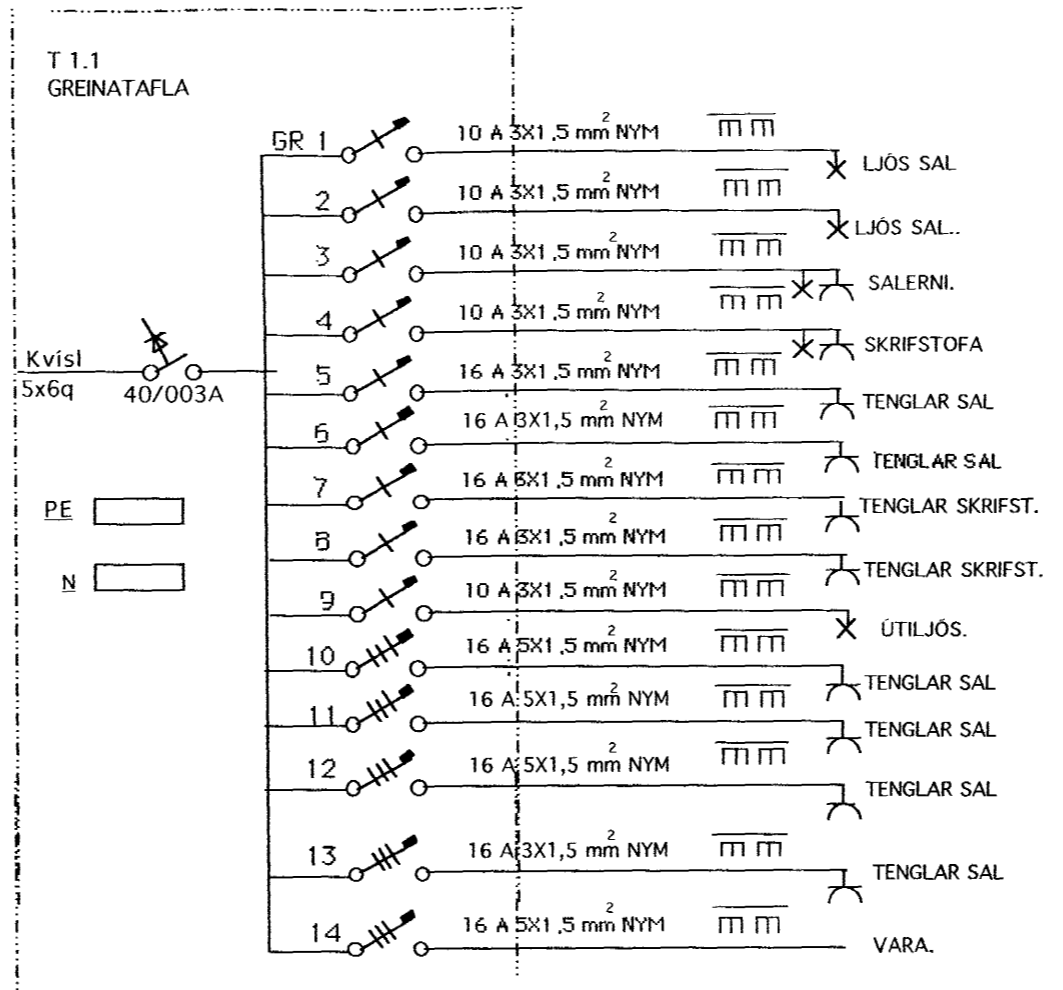 T 1.1
GREINATAFLA
GR 1 10 A 3X1,5 mm² NYM LJÓS SAL
2 10 A 3X1,5 mm² NYM LJÓS SAL..
3 10 A 3X1,5 mm² NYM SALERNI.
4 10 A 3X1,5 mm² NYM SKRIFSTOFA
Kvísl
5x6q
40/003A
5 16 A 3X1,5 mm² NYM TENGLAR SAL
6 16 A 3X1,5 mm² NYM TENGLAR SAL
7 16 A 3X1,5 mm² NYM TENGLAR SKRIFST.
PE
8 16 A 3X1,5 mm² NYM TENGLAR SKRIFST.
N
9 10 A 3X1,5 mm² NYM ÚTILJÓS.
10 16 A 5X1,5 mm² NYM TENGLAR SAL
11 16 A 5X1,5 mm² NYM TENGLAR SAL
12 16 A 5X1,5 mm² NYM TENGLAR SAL
13 16 A 3X1,5 mm² NYM TENGLAR SAL
14 16 A 5X1,5 mm² NYM VARA.